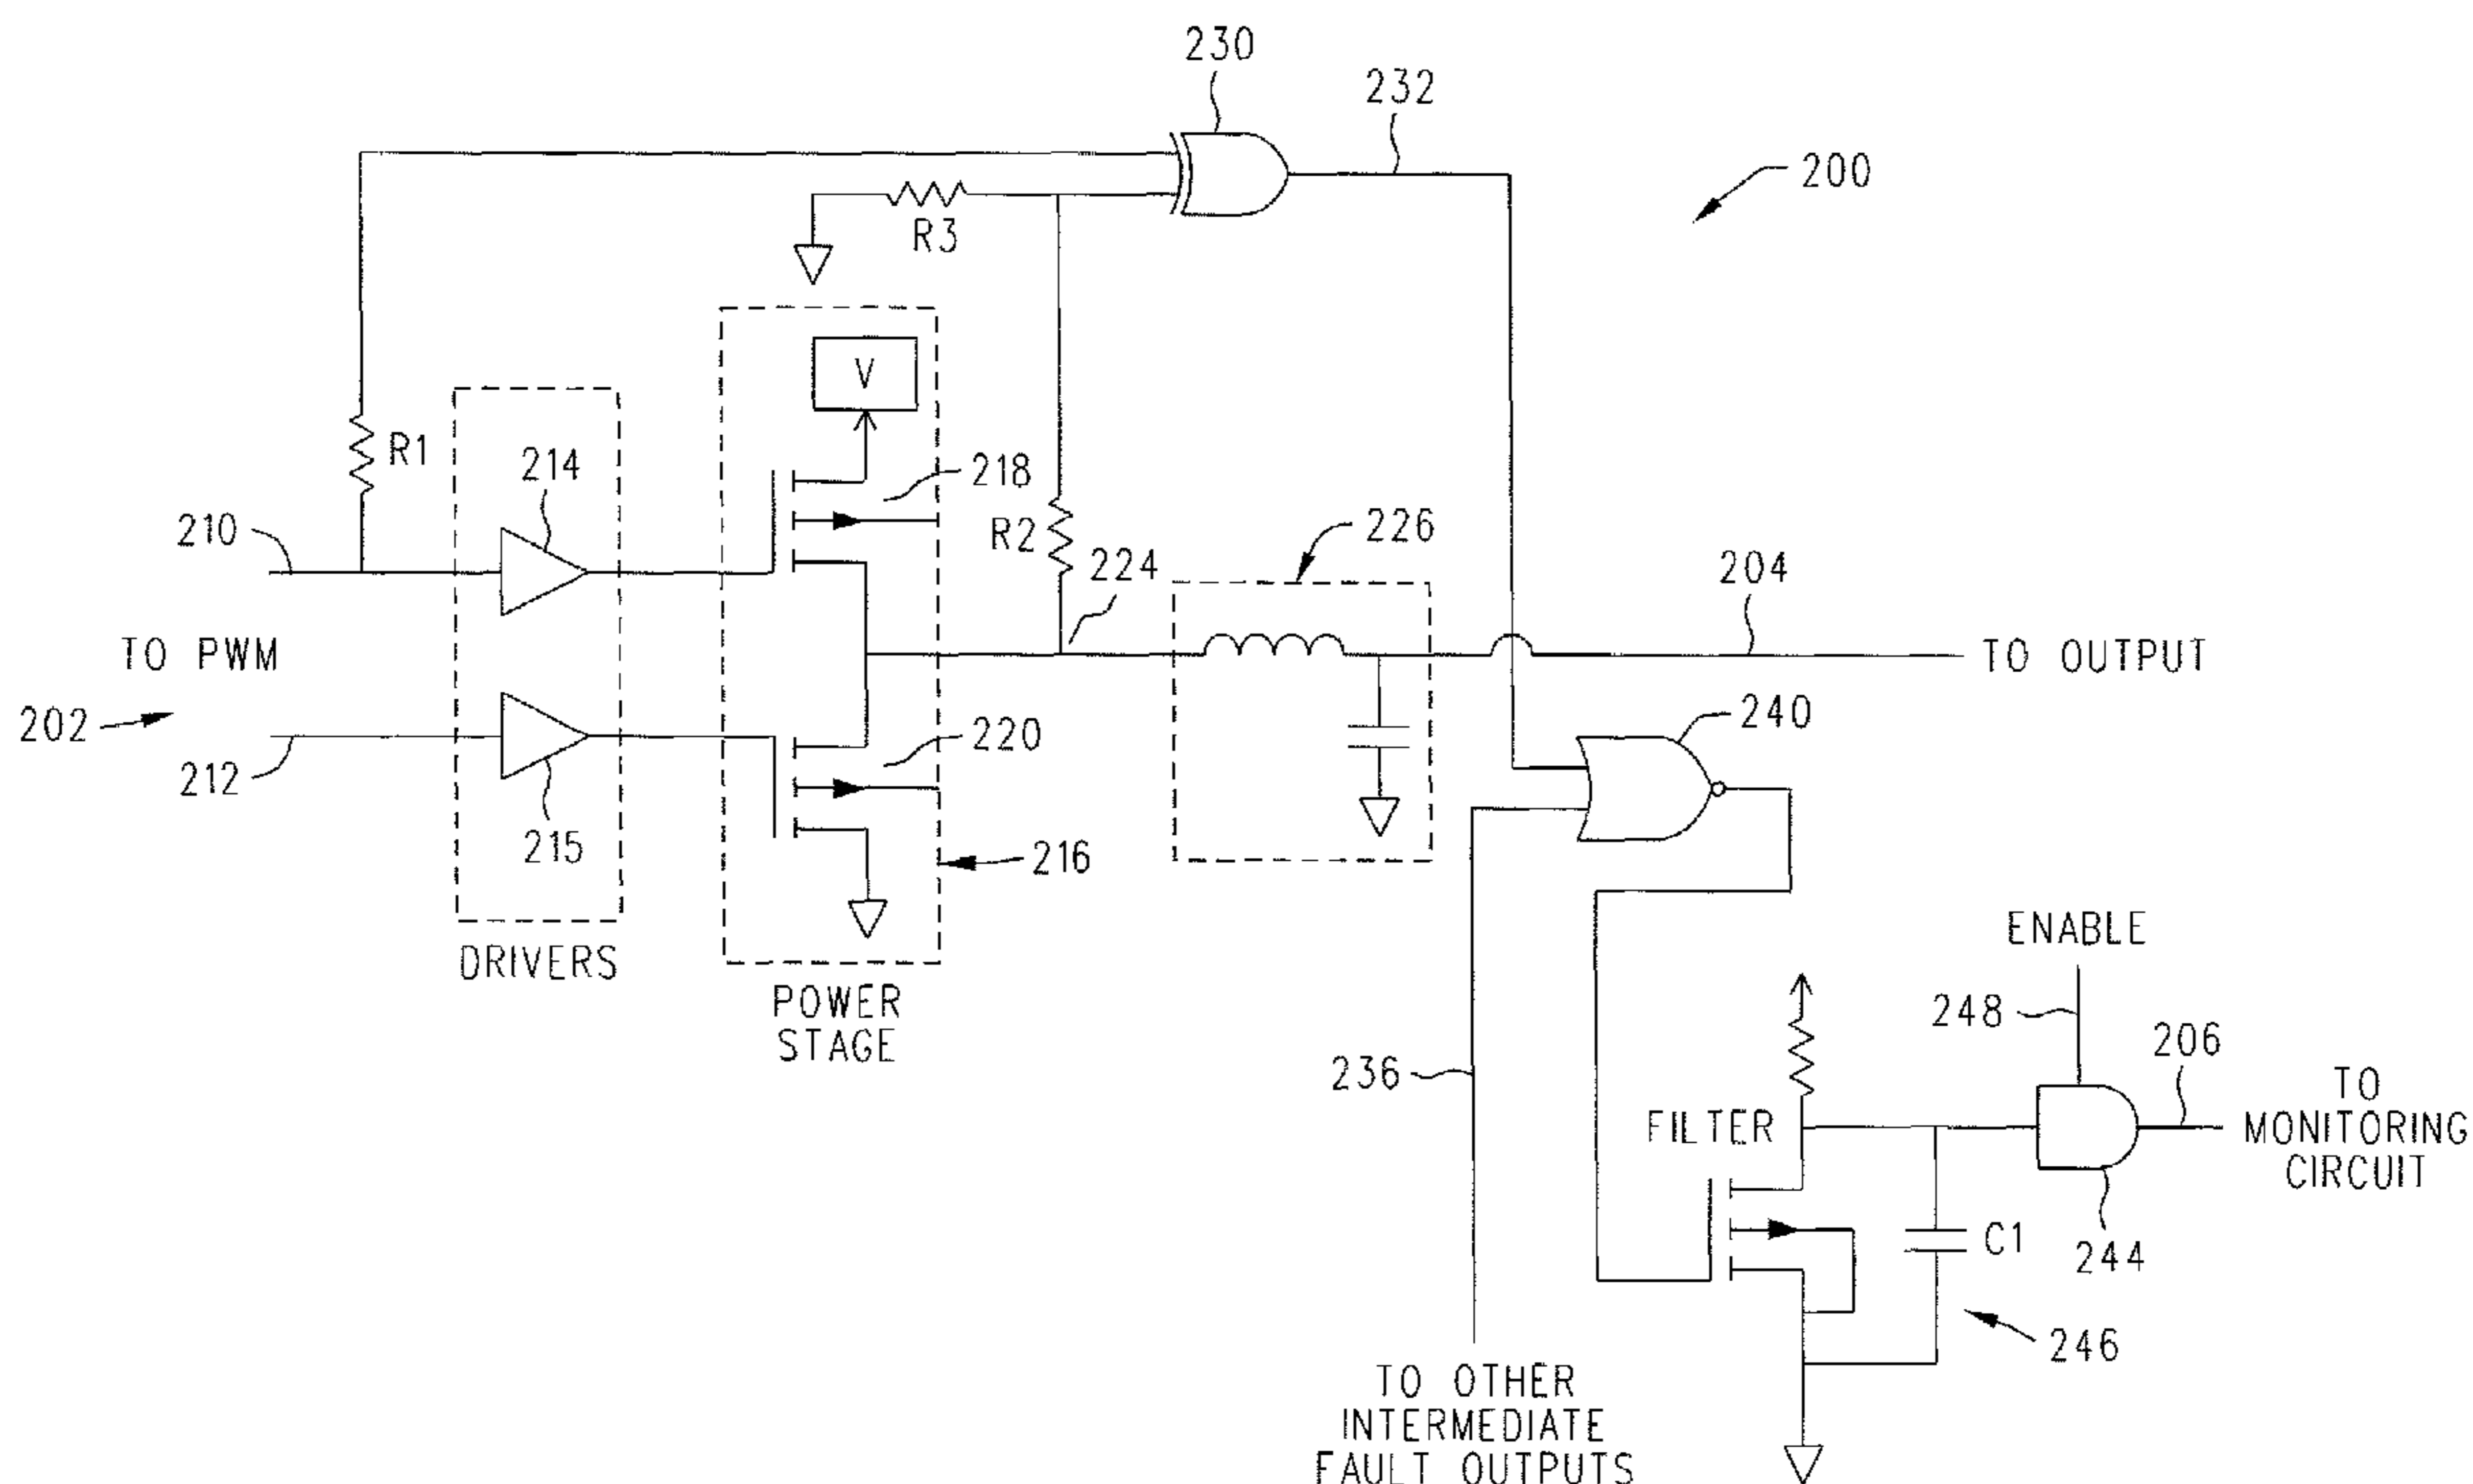 230
232
200
R3
V
R1
214
218
210
R2
224
226
204
TO PWM
TO OUTPUT
202
220
240
212
215
216
ENABLE
DRIVERS
POWER
STAGE
248
206
236
TO
MONITORING
CIRCUIT
FILTER
C1
244
246
TO OTHER
INTERMEDIATE
FAULT OUTPUTS